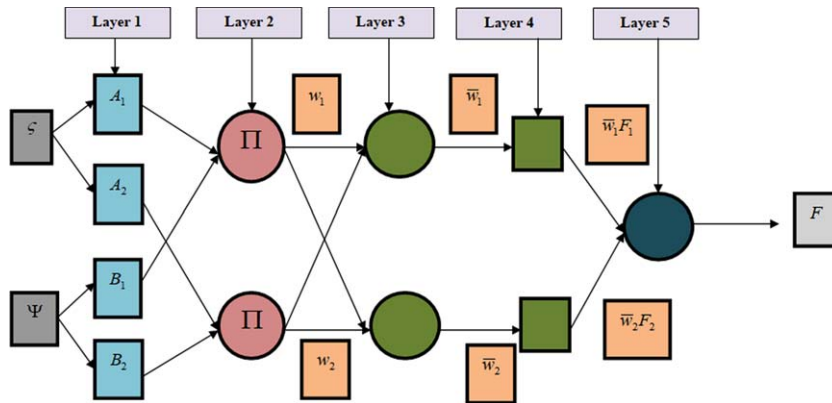 Layer 1
Layer 2
Layer 3
Layer 4
Layer 5
A₁
w₁
w̅₁
ς
Π
w̅₁F₁
A₂
F
B₁
Ψ
Π
w̅₂F₂
B₂
w₂
w̅₂